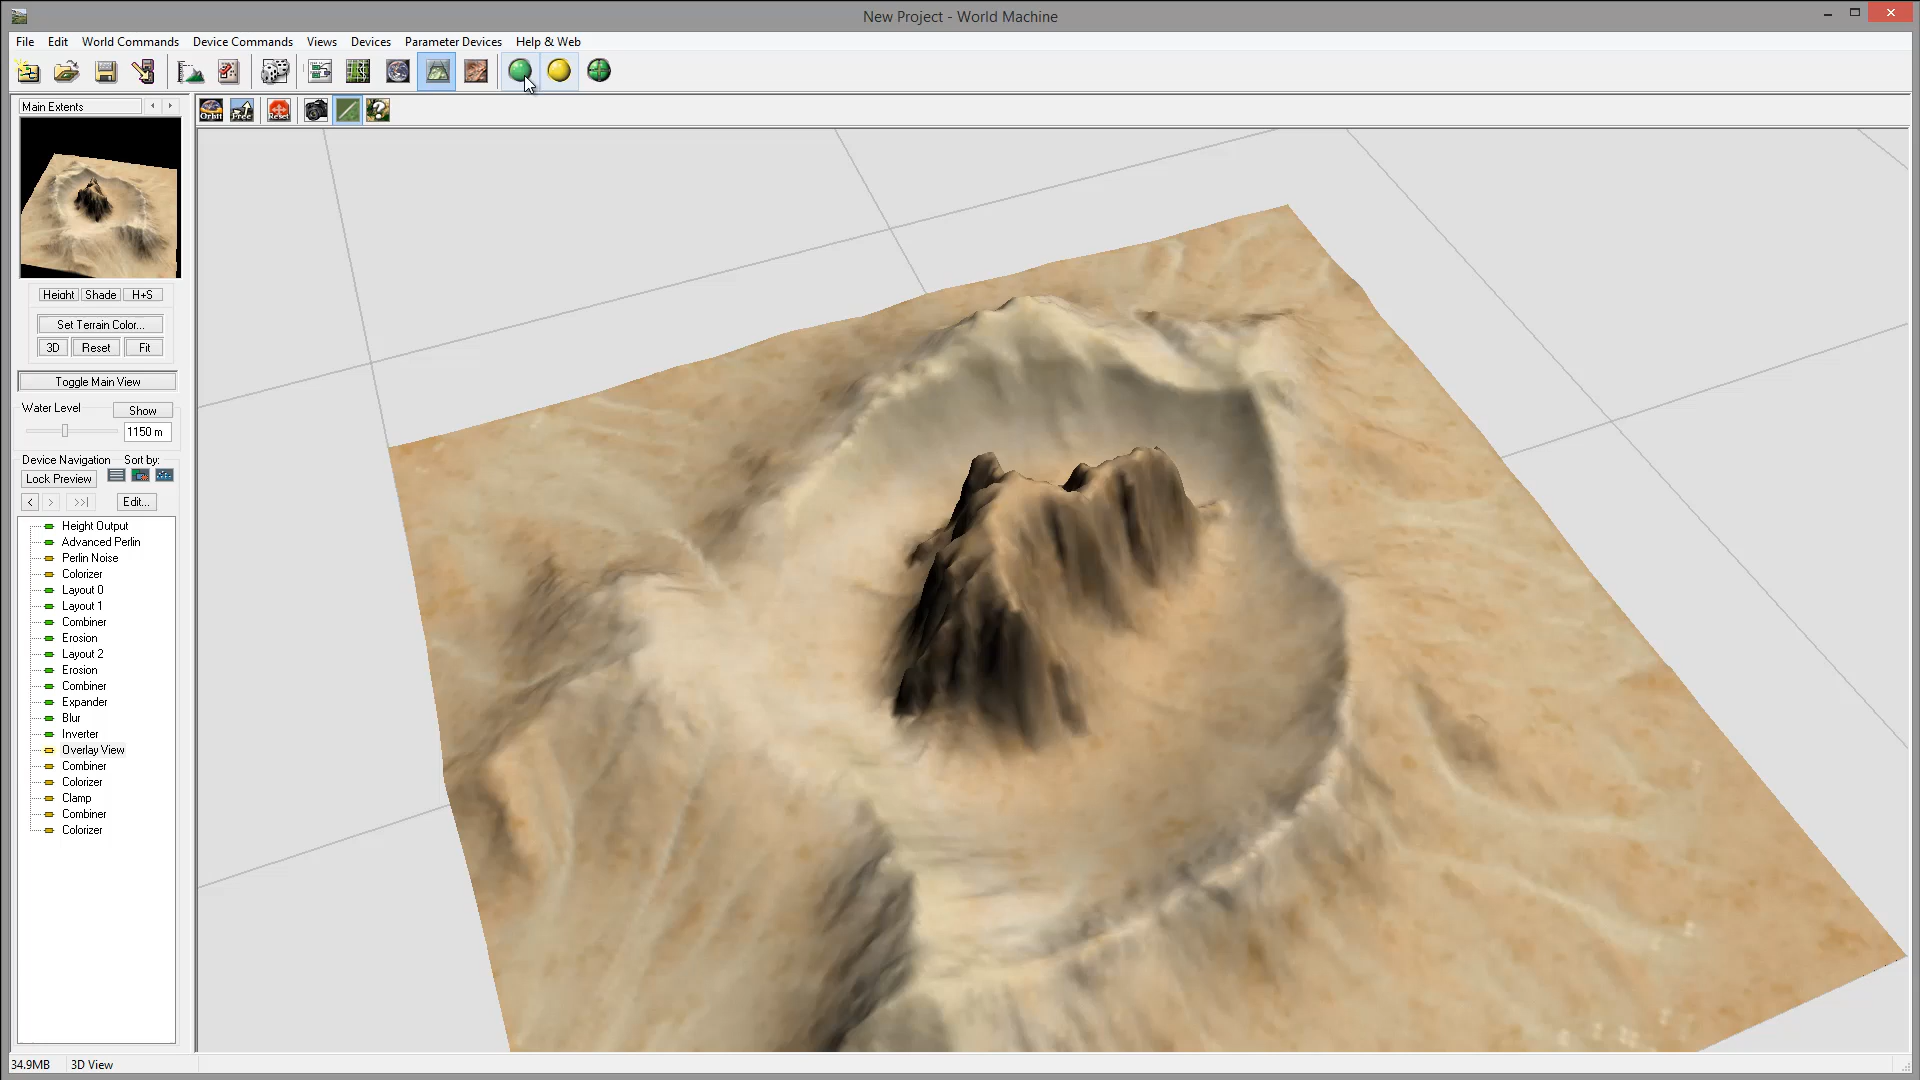 New Project - World Machine
File Edit World Commands Device Commands Views Devices Parameter Devices Help & Web
Main Extents
Orbit Free Reset
Height Shade H+S
Set Terrain Color...
3D Reset Fit
Toggle Main View
Water Level Show
1150 m
Device Navigation Sort by:
Lock Preview
< > >>| Edit...
Height Output
Advanced Perlin
Perlin Noise
Colorizer
Layout 0
Layout 1
Combiner
Erosion
Layout 2
Erosion
Combiner
Expander
Blur
Inverter
Overlay View
Combiner
Colorizer
Clamp
Combiner
Colorizer
34.9MB 3D View